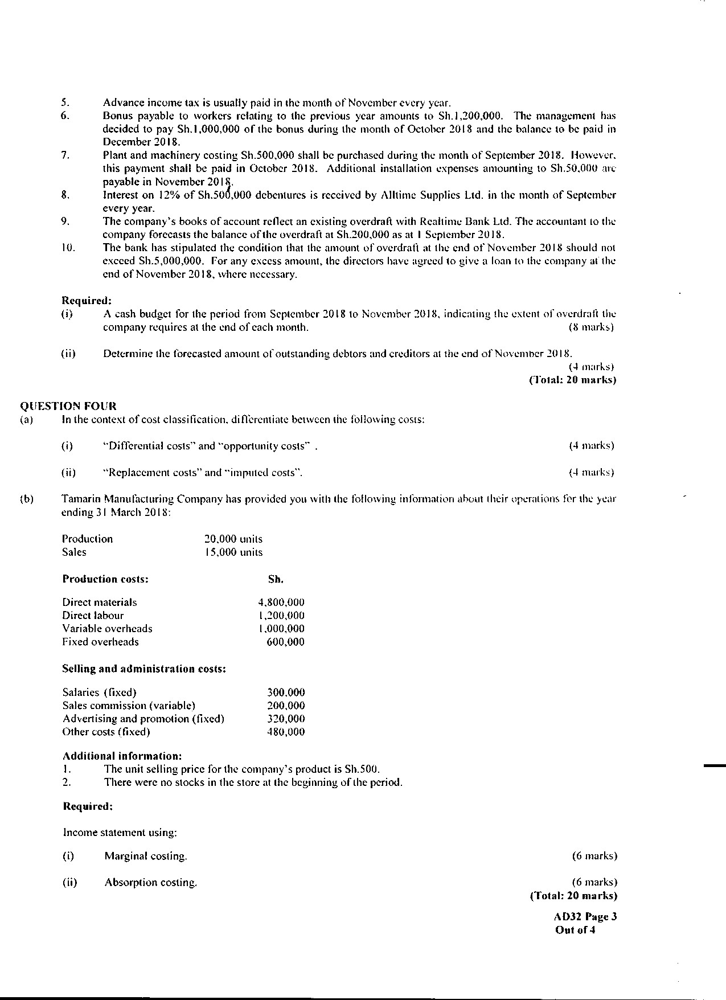 5. Advance income tax is usually paid in the month of November every year.
6. Bonus payable to workers relating to the previous year amounts to Sh.1,200,000. The management has
decided to pay Sh.1,000,000 of the bonus during the month of October 2018 and the balance to be paid in
December 2018.
7. Plant and machinery costing Sh.500,000 shall be purchased during the month of September 2018. However,
this payment shall be paid in October 2018. Additional installation expenses amounting to Sh.50,000 are
payable in November 2018.
8. Interest on 12% of Sh.500,000 debentures is received by Alltime Supplies Ltd. in the month of September
every year.
9. The company's books of account reflect an existing overdraft with Realtime Bank Ltd. The accountant to the
company forecasts the balance of the overdraft at Sh.200,000 as at 1 September 2018.
10. The bank has stipulated the condition that the amount of overdraft at the end of November 2018 should not
exceed Sh.5,000,000. For any excess amount, the directors have agreed to give a loan to the company at the
end of November 2018, where necessary.
Required:
(i) A cash budget for the period from September 2018 to November 2018, indicating the extent of overdraft the
company requires at the end of each month. (8 marks)
(ii) Determine the forecasted amount of outstanding debtors and creditors at the end of November 2018.
(4 marks)
(Total: 20 marks)
QUESTION FOUR
(a) In the context of cost classification, differentiate between the following costs:
(i) "Differential costs" and "opportunity costs" . (4 marks)
(ii) "Replacement costs" and "imputed costs". (4 marks)
(b) Tamarin Manufacturing Company has provided you with the following information about their operations for the year
ending 31 March 2018:
Production 20,000 units
Sales 15,000 units
Production costs: Sh.
Direct materials 4,800,000
Direct labour 1,200,000
Variable overheads 1,000,000
Fixed overheads 600,000
Selling and administration costs:
Salaries (fixed) 300,000
Sales commission (variable) 200,000
Advertising and promotion (fixed) 320,000
Other costs (fixed) 480,000
Additional information:
1. The unit selling price for the company's product is Sh.500.
2. There were no stocks in the store at the beginning of the period.
Required:
Income statement using:
(i) Marginal costing. (6 marks)
(ii) Absorption costing. (6 marks)
(Total: 20 marks)
AD32 Page 3
Out of 4